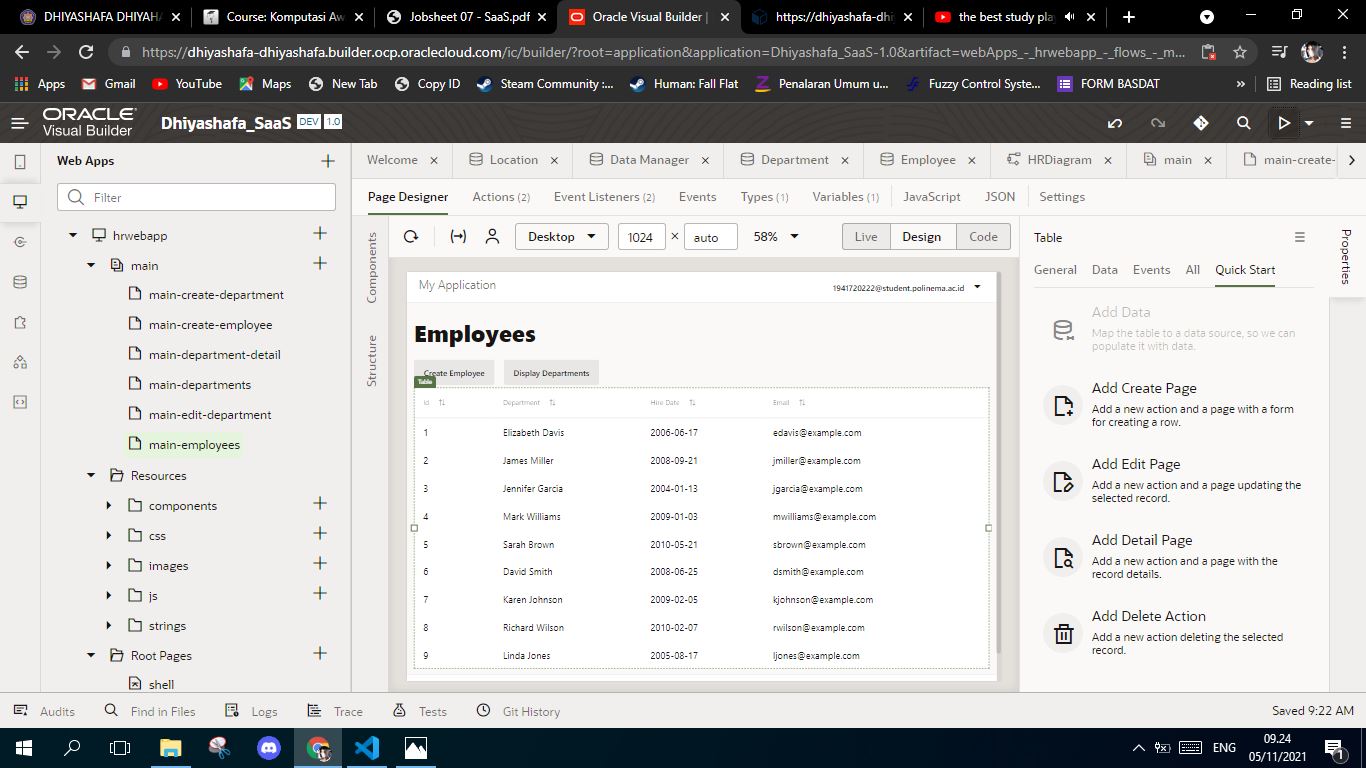 DHIYASHAFA DHIYAHA
Course: Komputasi Aw
Jobsheet 07 - SaaS.pdf
Oracle Visual Builder |
https://dhiyashafa-dhi
the best study pla
https://dhiyashafa-dhiyashafa.builder.ocp.oraclecloud.com/ic/builder/?root=application&application=Dhiyashafa_SaaS-1.0&artifact=webApps_-_hrwebapp_-_flows_-_m...
Apps Gmail YouTube Maps New Tab Copy ID Steam Community :... Human: Fall Flat Penalaran Umum u... Fuzzy Control Syste... FORM BASDAT » Reading list
ORACLE
Visual Builder
Dhiyashafa_SaaS DEV 1.0
Web Apps
Filter
hrwebapp
main
main-create-department
main-create-employee
main-department-detail
main-departments
main-edit-department
main-employees
Resources
components
css
images
js
strings
Root Pages
shell
Welcome Location Data Manager Department Employee HRDiagram main main-create-
Page Designer Actions (2) Event Listeners (2) Events Types (1) Variables (1) JavaScript JSON Settings
Components
Structure
Desktop 1024 × auto 58% Live Design Code
My Application 1941720222@student.polinema.ac.id
Employees
Create Employee Display Departments
Table
Id Department Hire Date Email
1 Elizabeth Davis 2006-06-17 edavis@example.com
2 James Miller 2008-09-21 jmiller@example.com
3 Jennifer Garcia 2004-01-13 jgarcia@example.com
4 Mark Williams 2009-01-03 mwilliams@example.com
5 Sarah Brown 2010-05-21 sbrown@example.com
6 David Smith 2008-06-25 dsmith@example.com
7 Karen Johnson 2009-02-05 kjohnson@example.com
8 Richard Wilson 2010-02-07 rwilson@example.com
9 Linda Jones 2005-08-17 ljones@example.com
Table
Properties
General Data Events All Quick Start
Add Data
Map the table to a data source, so we can
populate it with data.
Add Create Page
Add a new action and a page with a form
for creating a row.
Add Edit Page
Add a new action and a page updating the
selected record.
Add Detail Page
Add a new action and a page with the
record details.
Add Delete Action
Add a new action deleting the selected
record.
Audits Find in Files Logs Trace Tests Git History Saved 9:22 AM
ENG
09.24
05/11/2021
1